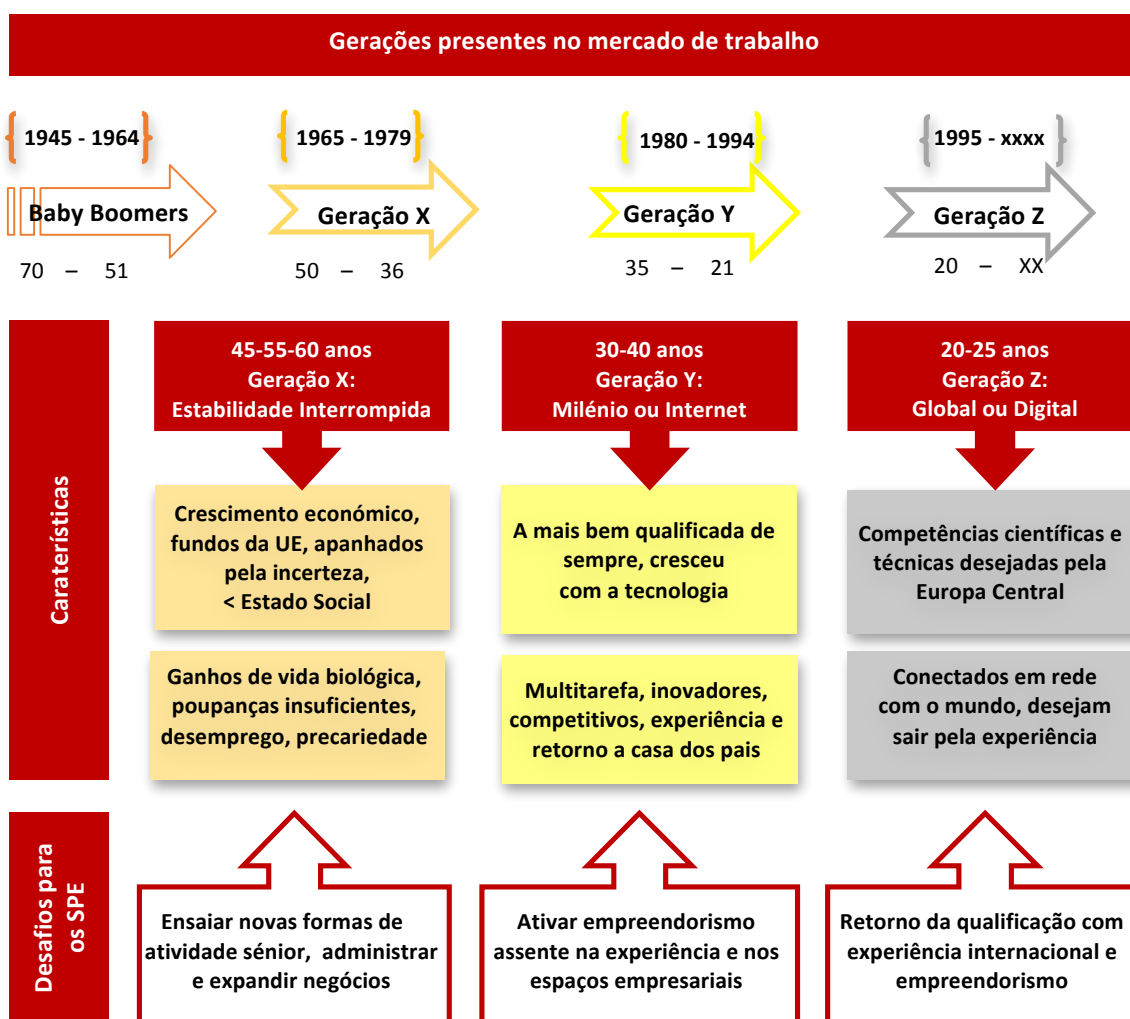 Gerações presentes no mercado de trabalho
1945 - 1964
1965 - 1979
1980 - 1994
1995 - xxxx
Baby Boomers
Geração X
Geração Y
Geração Z
70 – 51
50 – 36
35 – 21
20 – XX
Caraterísticas
45-55-60 anos
Geração X:
Estabilidade Interrompida
30-40 anos
Geração Y:
Milénio ou Internet
20-25 anos
Geração Z:
Global ou Digital
Crescimento económico,
fundos da UE, apanhados
pela incerteza,
< Estado Social
A mais bem qualificada de
sempre, cresceu
com a tecnologia
Competências científicas e
técnicas desejadas pela
Europa Central
Ganhos de vida biológica,
poupanças insuficientes,
desemprego, precariedade
Multitarefa, inovadores,
competitivos, experiência e
retorno a casa dos pais
Conectados em rede
com o mundo, desejam
sair pela experiência
Desafios para
os SPE
Ensaiar novas formas de
atividade sénior, administrar
e expandir negócios
Ativar empreendorismo
assente na experiência e nos
espaços empresariais
Retorno da qualificação com
experiência internacional e
empreendorismo